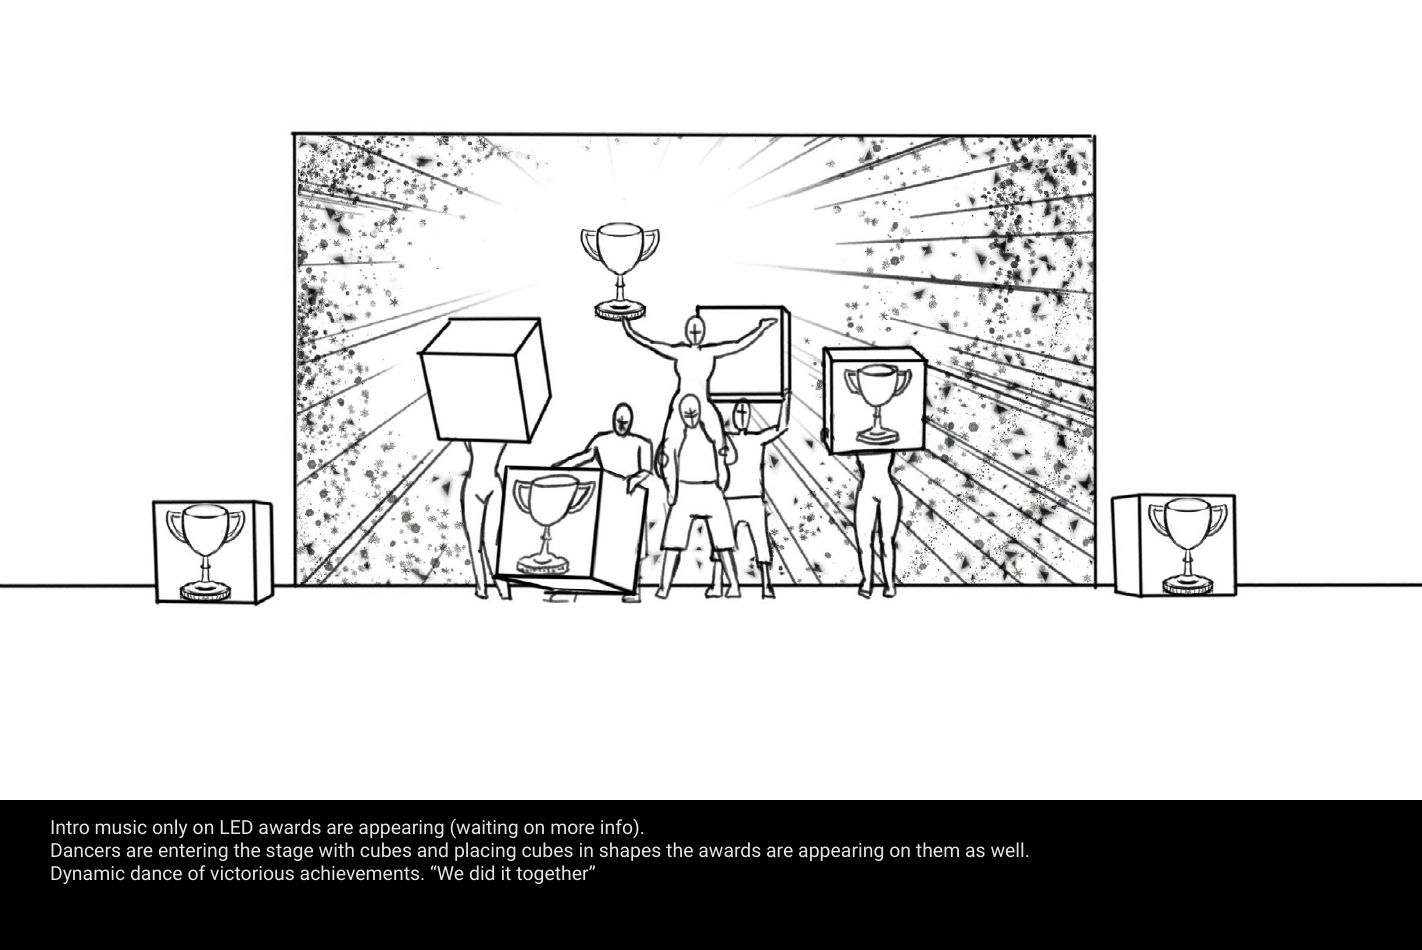 Intro music only on LED awards are appearing (waiting on more info).
Dancers are entering the stage with cubes and placing cubes in shapes the awards are appearing on them as well.
Dynamic dance of victorious achievements. “We did it together”